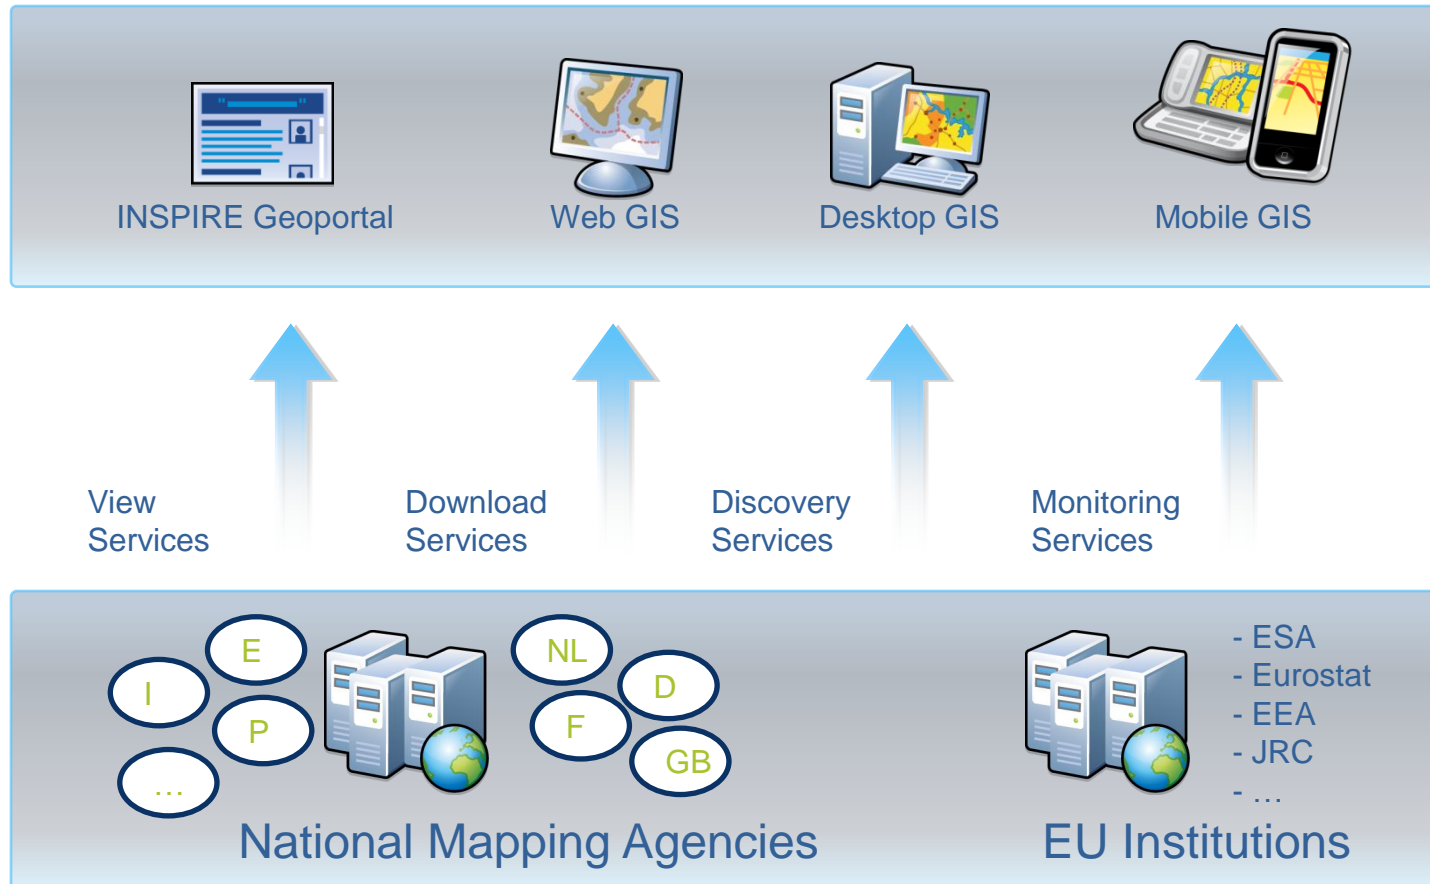 INSPIRE Geoportal
Web GIS
Desktop GIS
Mobile GIS
View
Services
Download
Services
Discovery
Services
Monitoring
Services
E
I
P
…
NL
D
F
GB
- ESA
- Eurostat
- EEA
- JRC
- …
National Mapping Agencies
EU Institutions